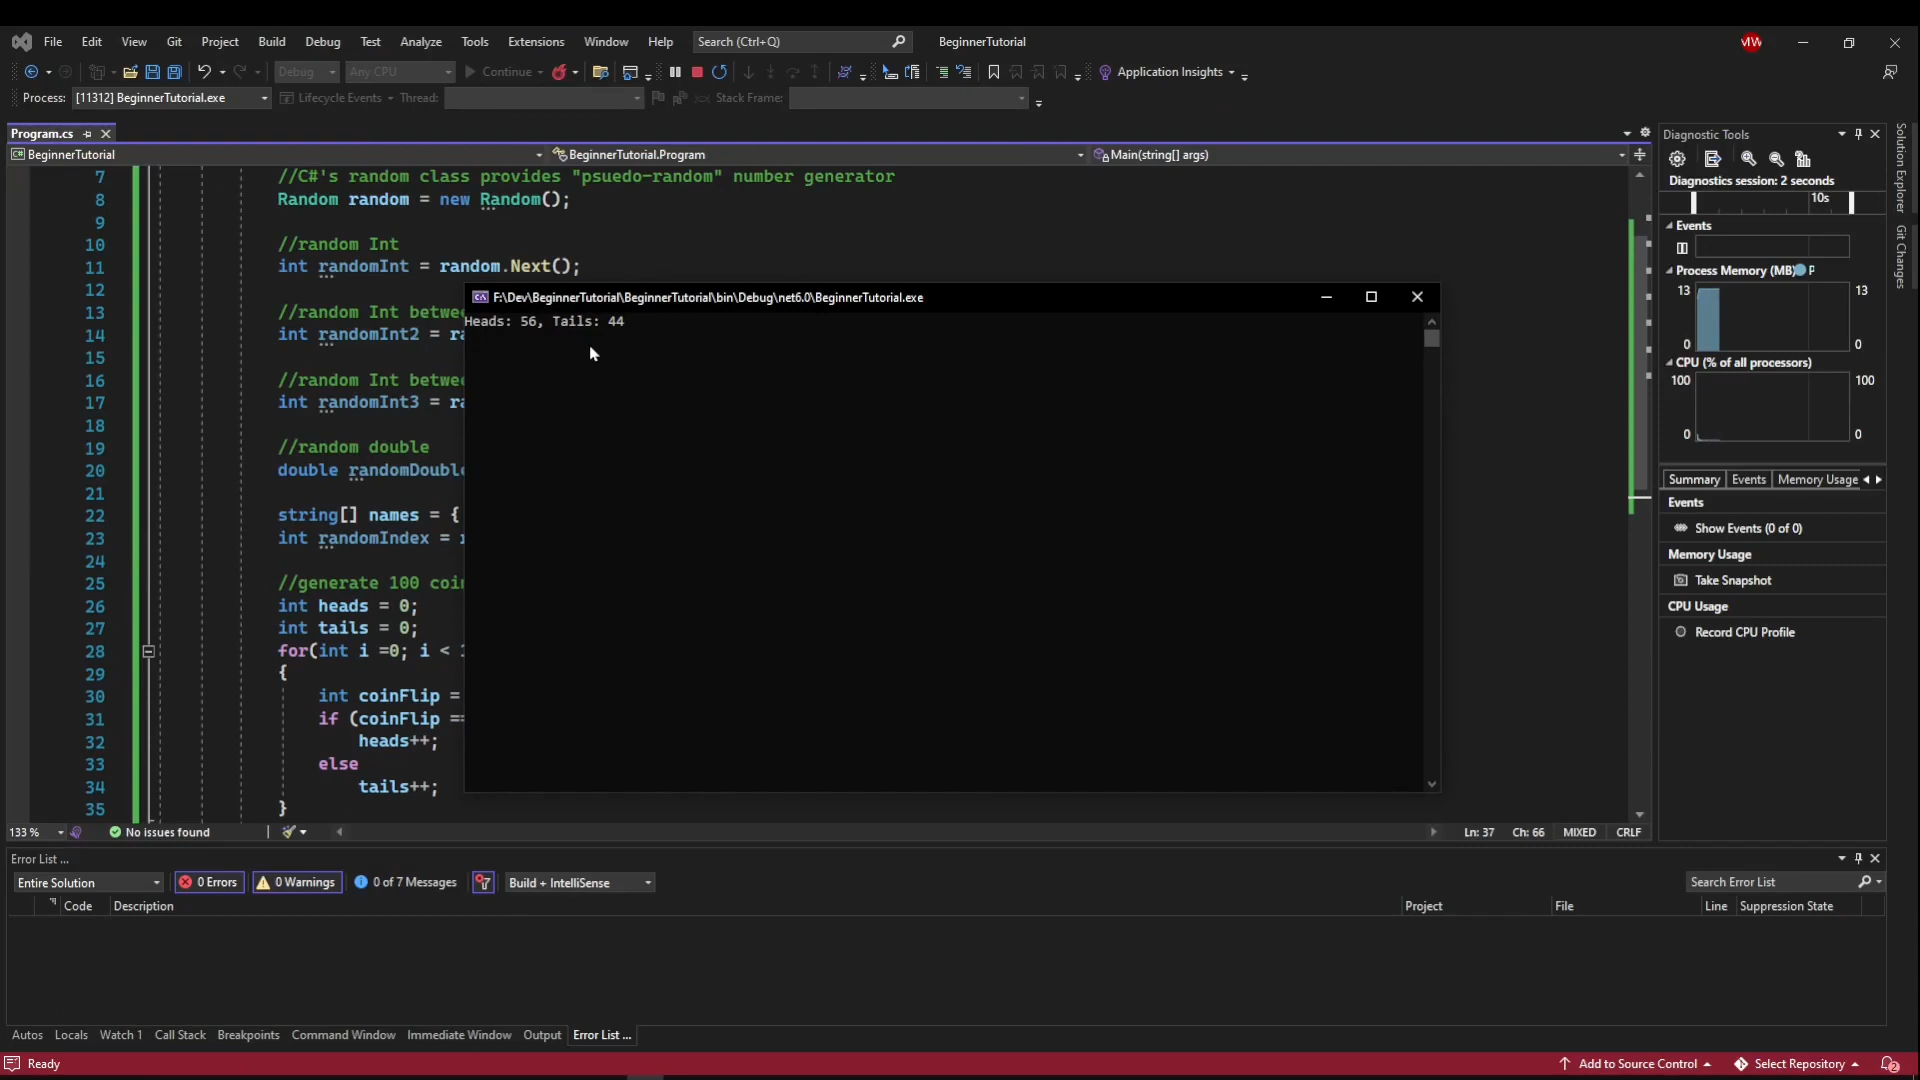 File Edit View Git Project Build Debug Test Analyze Tools Extensions Window Help Search (Ctrl+Q) BeginnerTutorial MW
Debug Any CPU Continue Application Insights
Process: [11312] BeginnerTutorial.exe Lifecycle Events Thread: Stack Frame:
Program.cs
BeginnerTutorial BeginnerTutorial.Program Main(string[] args)
7 //C#'s random class provides "psuedo-random" number generator
8 Random random = new Random();
9
10 //random Int
11 int randomInt = random.Next();
12
13 //random Int betwe
14 int randomInt2 = ra
15
16 //random Int betwe
17 int randomInt3 = ra
18
19 //random double
20 double randomDouble
21
22 string[] names = {
23 int randomIndex =
24
25 //generate 100 coi
26 int heads = 0;
27 int tails = 0;
28 for(int i =0; i < 1
29 {
30 int coinFlip =
31 if (coinFlip ==
32 heads++;
33 else
34 tails++;
35 }
F:\Dev\BeginnerTutorial\BeginnerTutorial\bin\Debug\net6.0\BeginnerTutorial.exe
Heads: 56, Tails: 44
133 % No issues found Ln: 37 Ch: 66 MIXED CRLF
Diagnostic Tools
Diagnostics session: 2 seconds
10s
Events
Process Memory (MB) P
13 13
0 0
CPU (% of all processors)
100 100
0 0
Summary Events Memory Usage
Events
Show Events (0 of 0)
Memory Usage
Take Snapshot
CPU Usage
Record CPU Profile
Solution Explorer
Git Changes
Error List ...
Entire Solution 0 Errors 0 Warnings 0 of 7 Messages Build + IntelliSense Search Error List
Code Description Project File Line Suppression State
Autos Locals Watch 1 Call Stack Breakpoints Command Window Immediate Window Output Error List ...
Ready Add to Source Control Select Repository 2